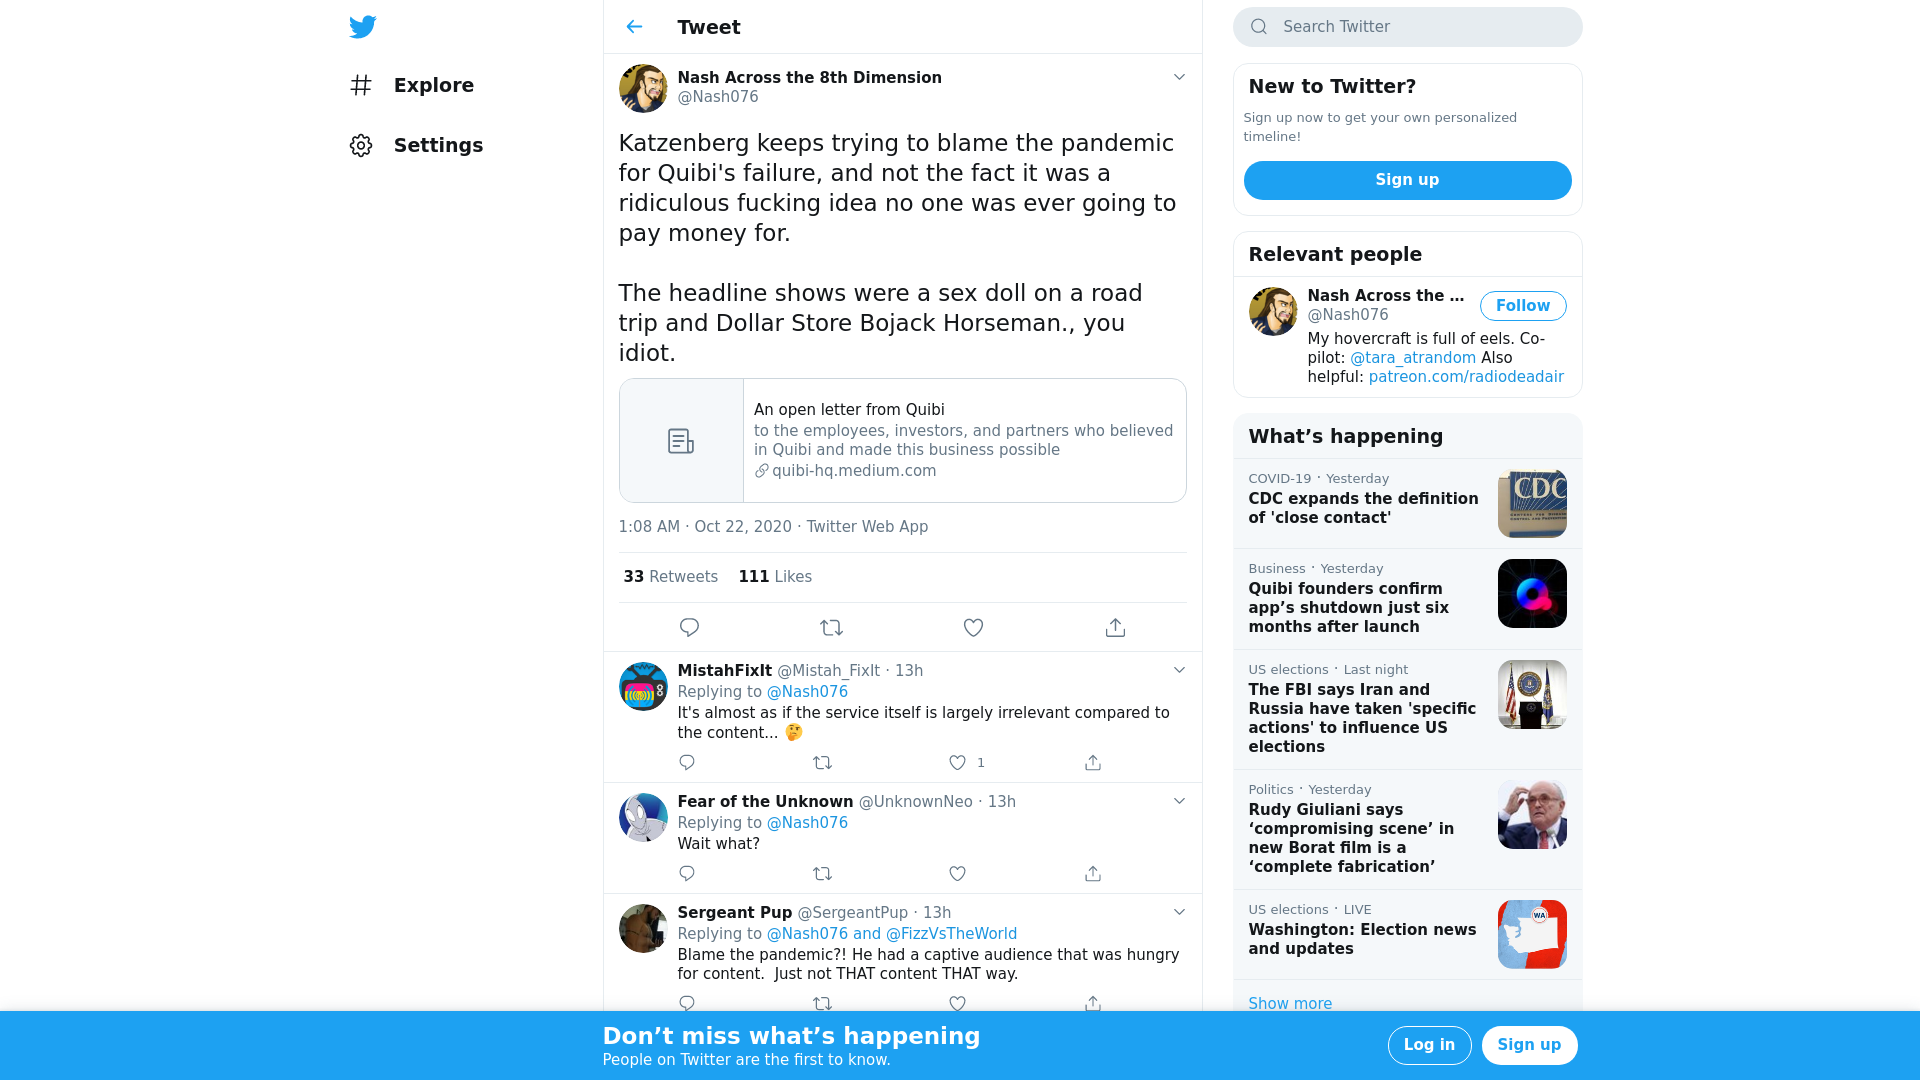 Explore
Settings
Tweet
Nash Across the 8th Dimension
@Nash076
Katzenberg keeps trying to blame the pandemic
for Quibi's failure, and not the fact it was a
ridiculous fucking idea no one was ever going to
pay money for.
The headline shows were a sex doll on a road
trip and Dollar Store Bojack Horseman., you
idiot.
An open letter from Quibi
to the employees, investors, and partners who believed
in Quibi and made this business possible
quibi-hq.medium.com
1:08 AM · Oct 22, 2020 · Twitter Web App
33 Retweets 111 Likes
MistahFixIt @Mistah_FixIt · 13h
Replying to @Nash076
It's almost as if the service itself is largely irrelevant compared to
the content... 🤔
1
Fear of the Unknown @UnknownNeo · 13h
Replying to @Nash076
Wait what?
Sergeant Pup @SergeantPup · 13h
Replying to @Nash076 and @FizzVsTheWorld
Blame the pandemic?! He had a captive audience that was hungry
for content.  Just not THAT content THAT way.
Search Twitter
New to Twitter?
Sign up now to get your own personalized
timeline!
Sign up
Relevant people
Nash Across the …
@Nash076
Follow
My hovercraft is full of eels. Co-
pilot: @tara_atrandom Also
helpful: patreon.com/radiodeadair
What’s happening
COVID-19 · Yesterday
CDC expands the definition
of 'close contact'
CDC
Business · Yesterday
Quibi founders confirm
app’s shutdown just six
months after launch
US elections · Last night
The FBI says Iran and
Russia have taken 'specific
actions' to influence US
elections
Politics · Yesterday
Rudy Giuliani says
‘compromising scene’ in
new Borat film is a
‘complete fabrication’
US elections · LIVE
Washington: Election news
and updates
WA
Show more
Don’t miss what’s happening
People on Twitter are the first to know.
Log in
Sign up